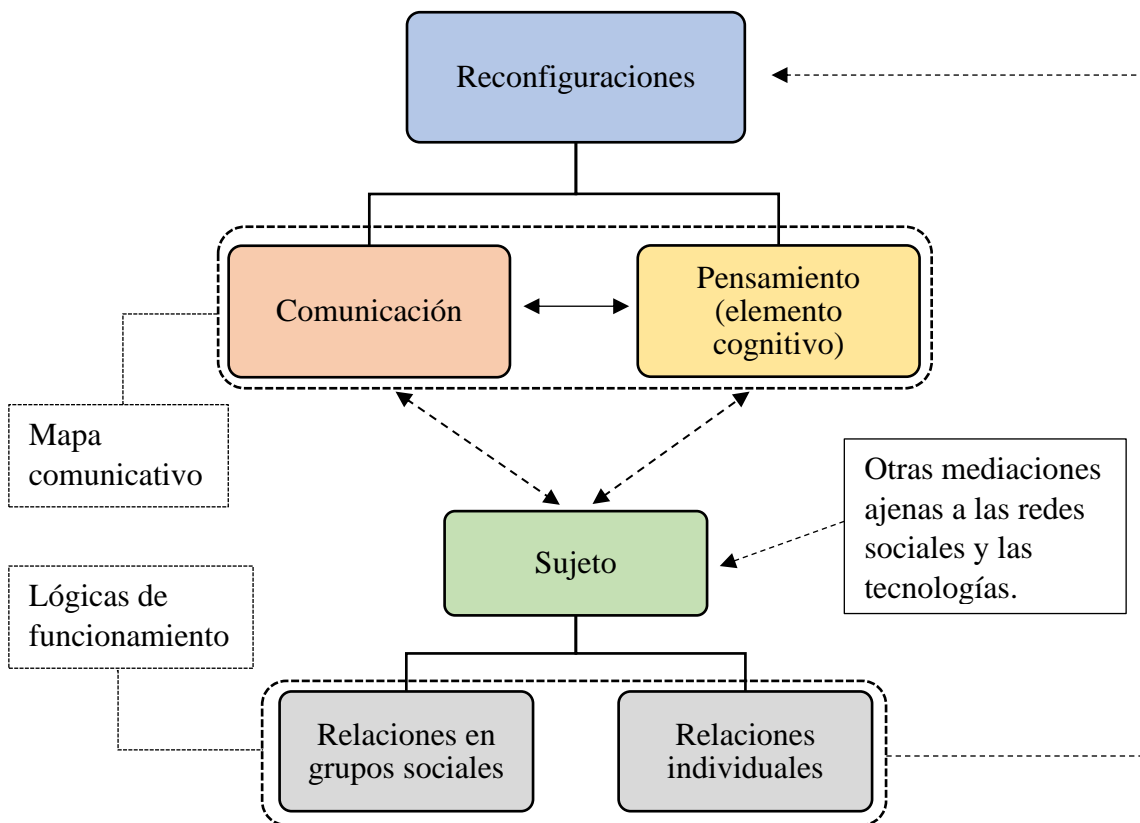 Reconfiguraciones
Comunicación
Pensamiento
(elemento
cognitivo)
Mapa
comunicativo
Otras mediaciones
ajenas a las redes
sociales y las
tecnologías.
Sujeto
Lógicas de
funcionamiento
Relaciones en
grupos sociales
Relaciones
individuales